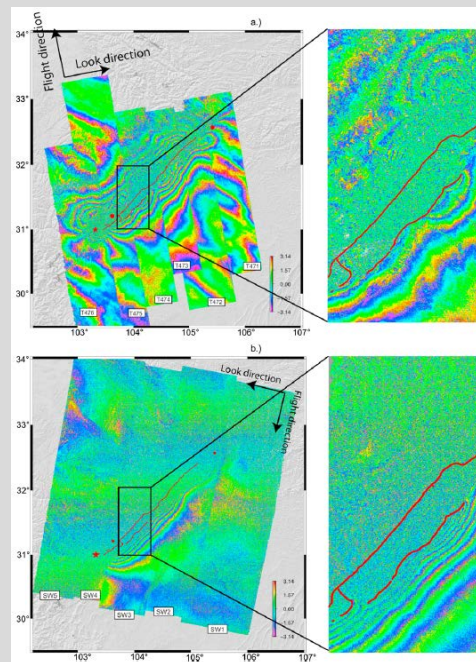 a.)
Flight direction
Look direction
34°
33°
32°
31°
30°
T476
T475
T474
T473
T472
T471
3.14
1.57
0.00
−1.57
−3.14
103°
104°
105°
106°
107°
b.)
Look direction
Flight direction
34°
33°
32°
31°
30°
SW5
SW4
SW3
SW2
SW1
3.14
1.57
0.00
−1.57
−3.14
103°
104°
105°
106°
107°